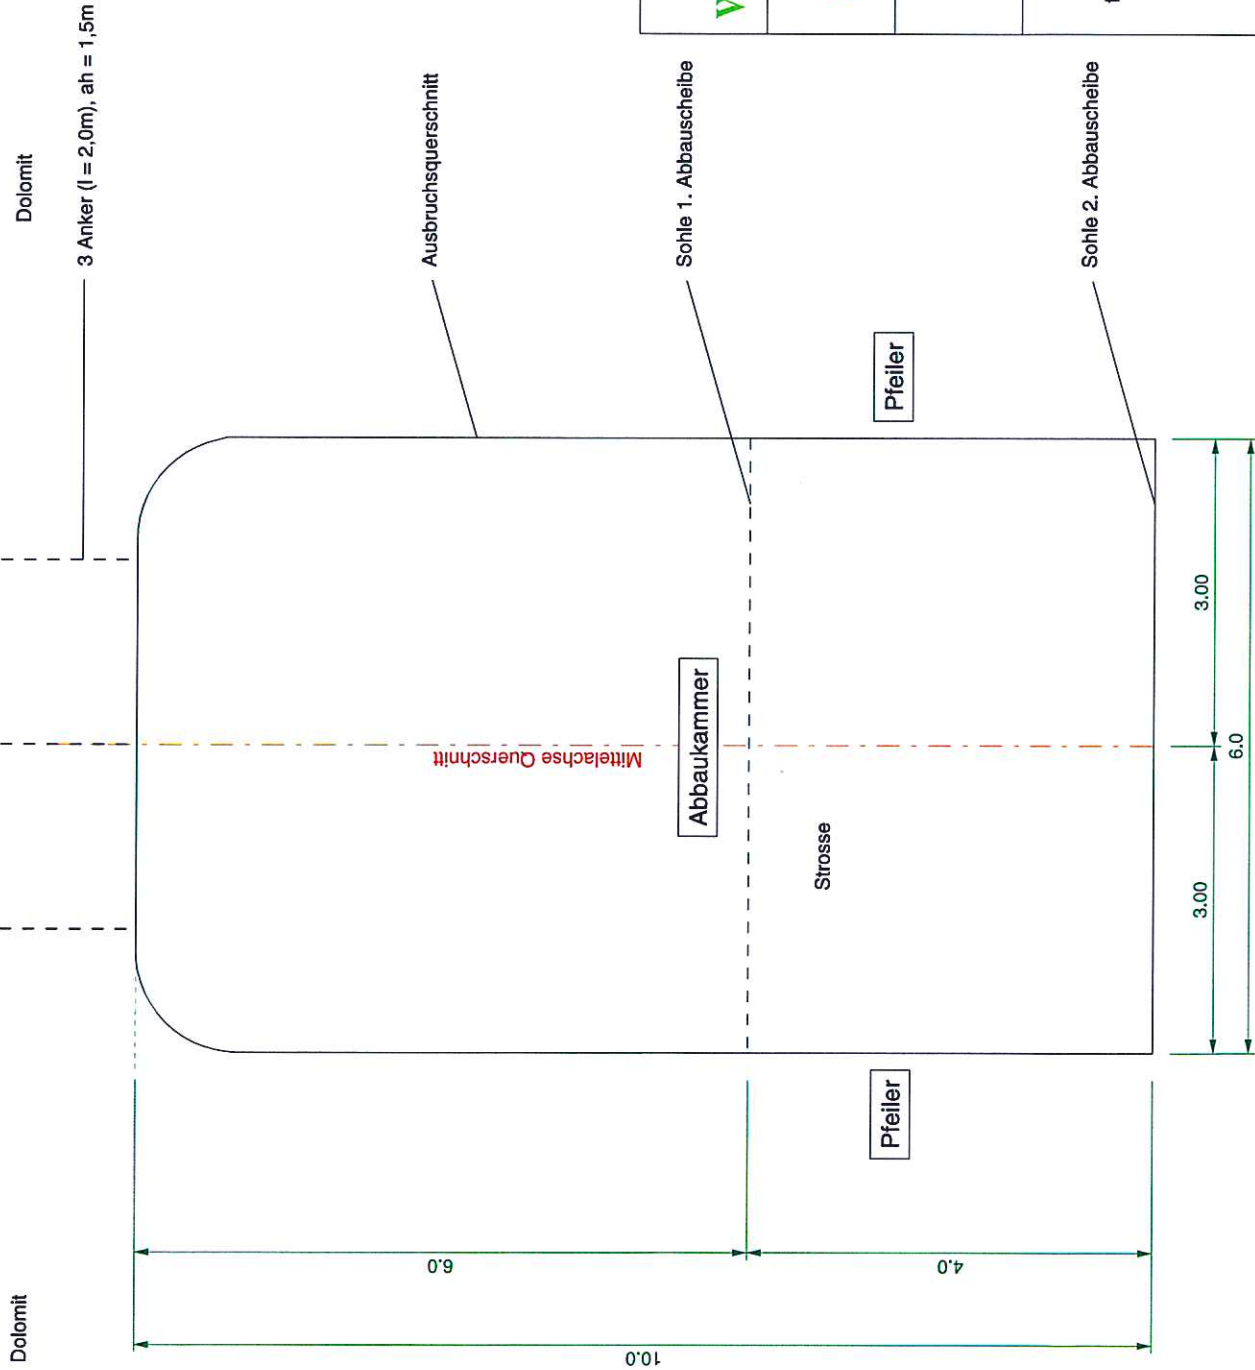 Dolomit
Dolomit
3 Anker (l = 2,0m), ah = 1,5m
Ausbruchsquerschnitt
Mittelachse Querschnitt
Sohle 1. Abbauscheibe
Abbaukammer
Strosse
Pfeiler
Pfeiler
Sohle 2. Abbauscheibe
6.0
4.0
10.0
3.00
3.00
6.0